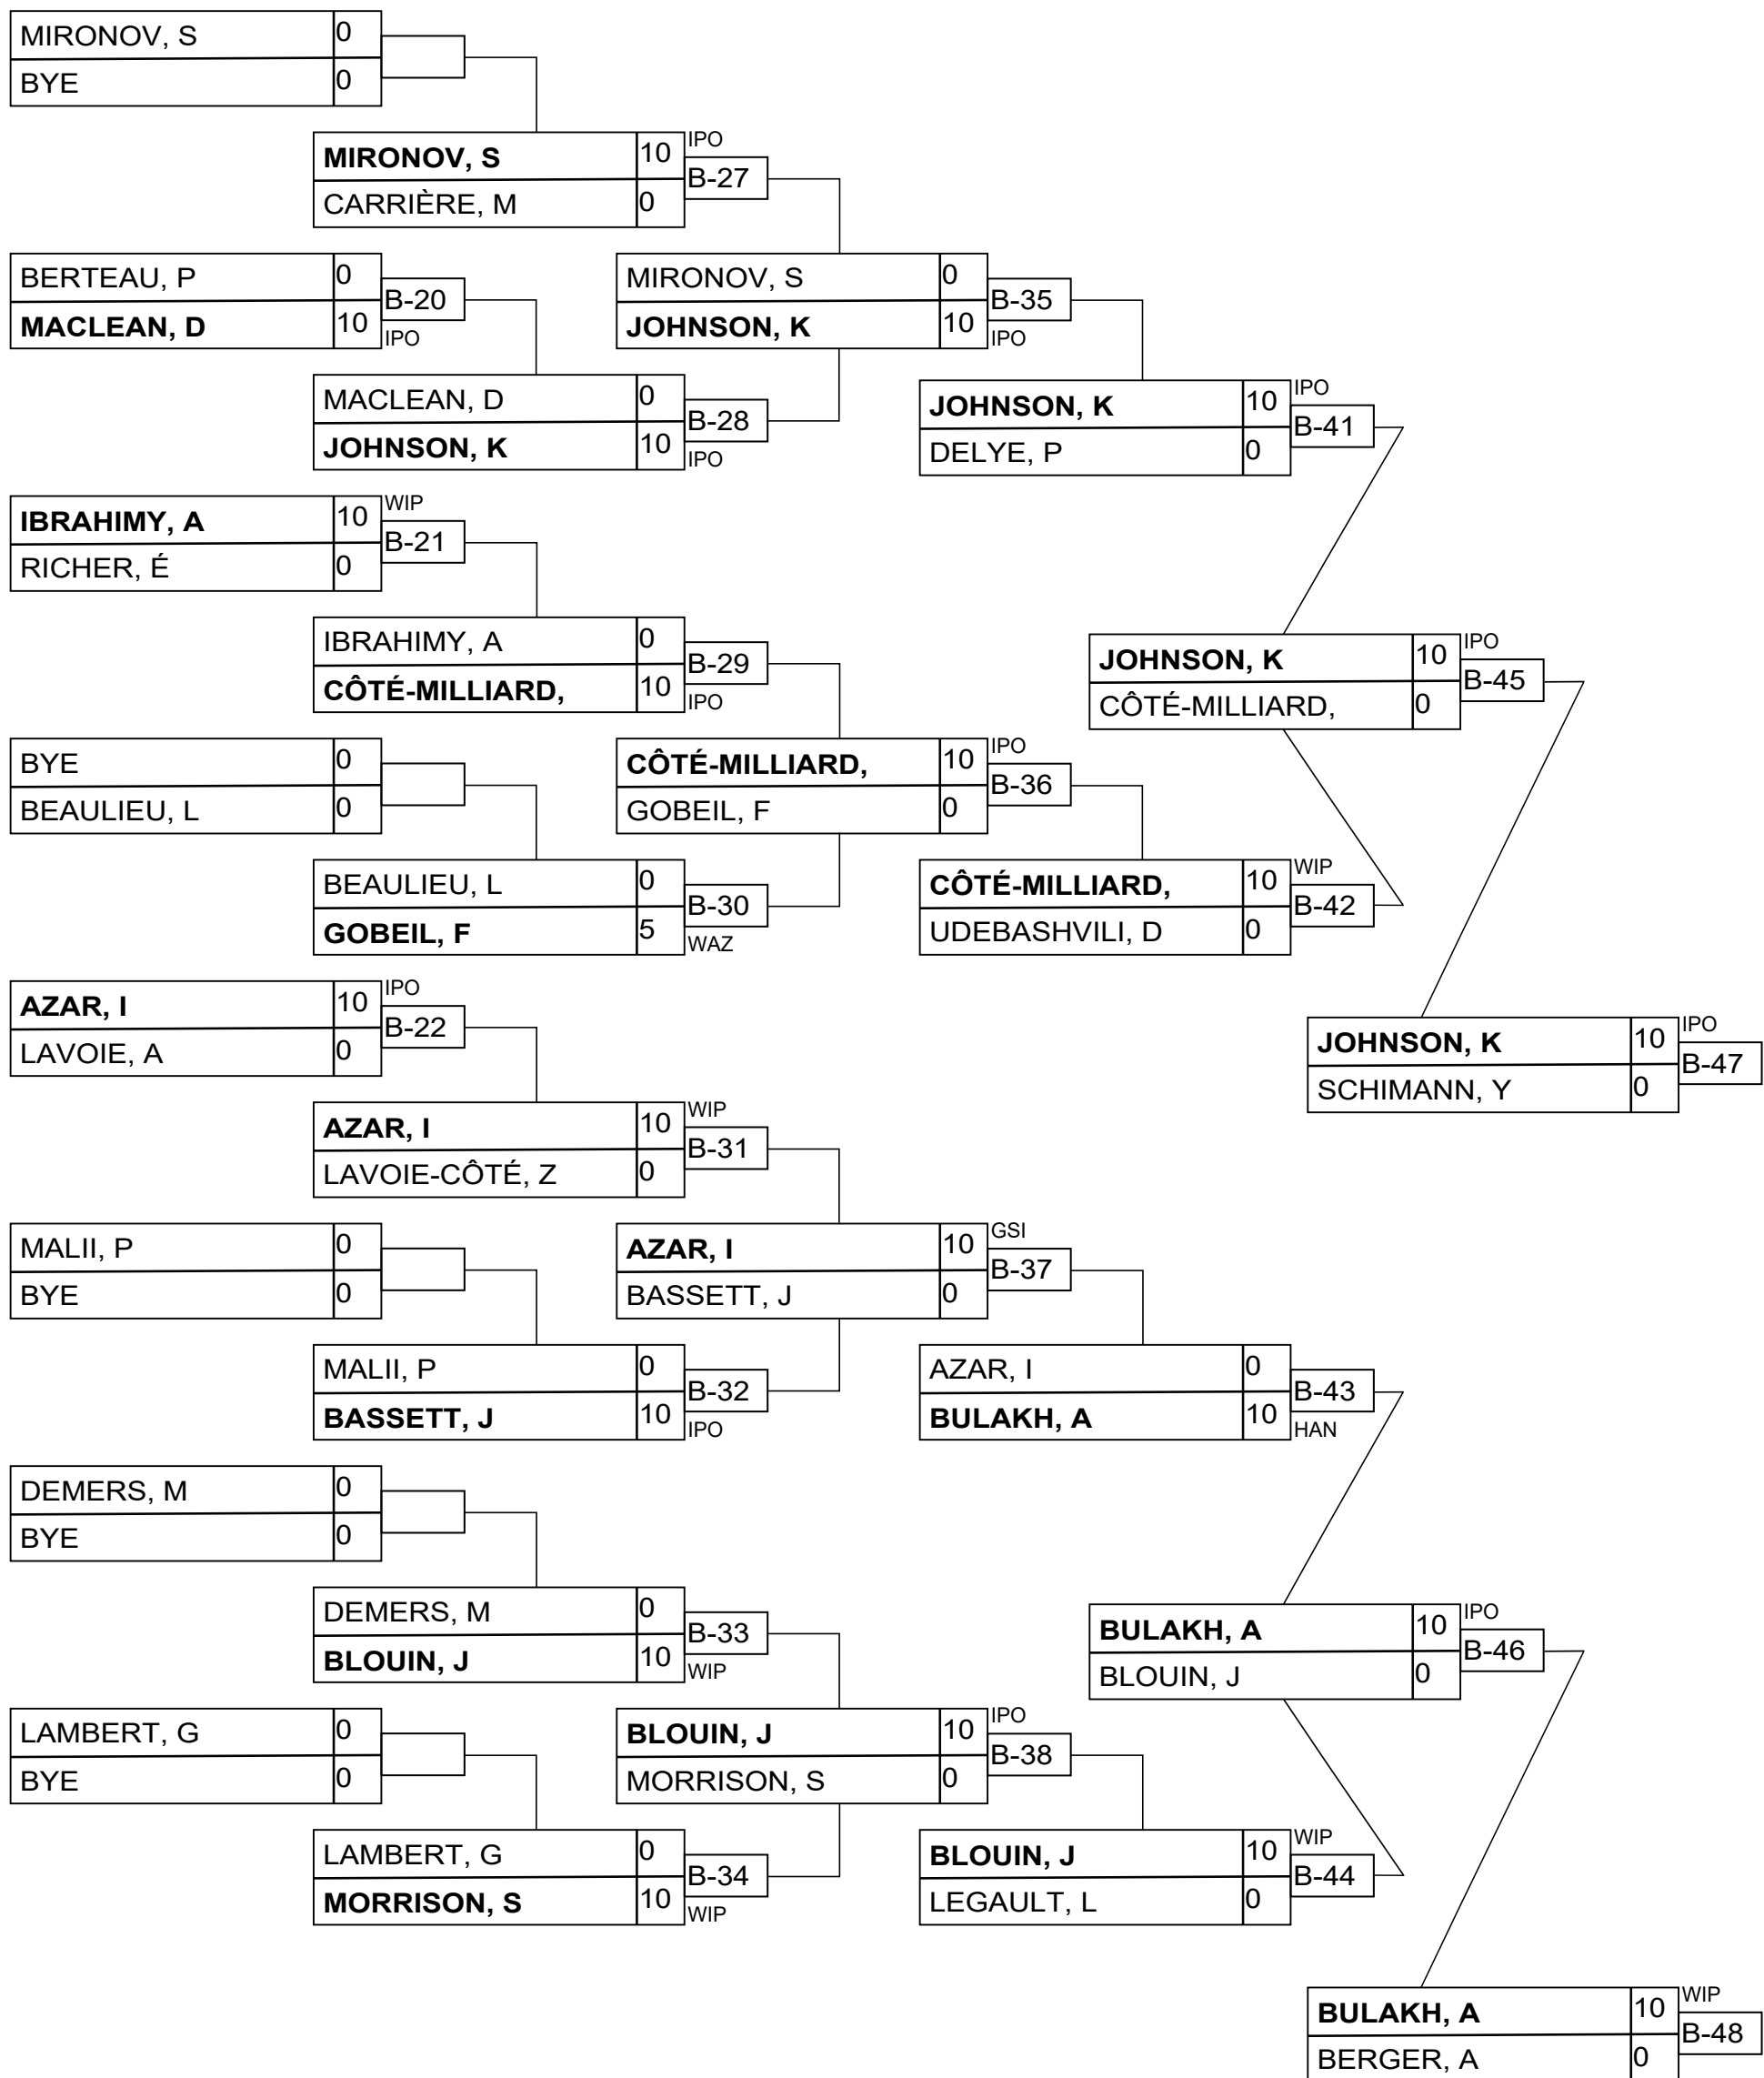 MIRONOV, S 0
BYE 0
MIRONOV, S 10 IPO
B-27
CARRIÈRE, M 0
BERTEAU, P 0
B-20
MACLEAN, D 10 IPO
MIRONOV, S 0
B-35
JOHNSON, K 10 IPO
MACLEAN, D 0
B-28
JOHNSON, K 10 IPO
JOHNSON, K 10 IPO
B-41
DELYE, P 0
IBRAHIMY, A 10 WIP
B-21
RICHER, É 0
IBRAHIMY, A 0
B-29
CÔTÉ-MILLIARD, 10 IPO
JOHNSON, K 10 IPO
B-45
CÔTÉ-MILLIARD, 0
BYE 0
BEAULIEU, L 0
CÔTÉ-MILLIARD, 10 IPO
B-36
GOBEIL, F 0
BEAULIEU, L 0
B-30
GOBEIL, F 5 WAZ
CÔTÉ-MILLIARD, 10 WIP
B-42
UDEBASHVILI, D 0
AZAR, I 10 IPO
B-22
LAVOIE, A 0
JOHNSON, K 10 IPO
B-47
SCHIMANN, Y 0
AZAR, I 10 WIP
B-31
LAVOIE-CÔTÉ, Z 0
MALII, P 0
BYE 0
AZAR, I 10 GSI
B-37
BASSETT, J 0
MALII, P 0
B-32
BASSETT, J 10 IPO
AZAR, I 0
B-43
BULAKH, A 10 HAN
DEMERS, M 0
BYE 0
DEMERS, M 0
B-33
BLOUIN, J 10 WIP
BULAKH, A 10 IPO
B-46
BLOUIN, J 0
LAMBERT, G 0
BYE 0
BLOUIN, J 10 IPO
B-38
MORRISON, S 0
LAMBERT, G 0
B-34
MORRISON, S 10 WIP
BLOUIN, J 10 WIP
B-44
LEGAULT, L 0
BULAKH, A 10 WIP
B-48
BERGER, A 0